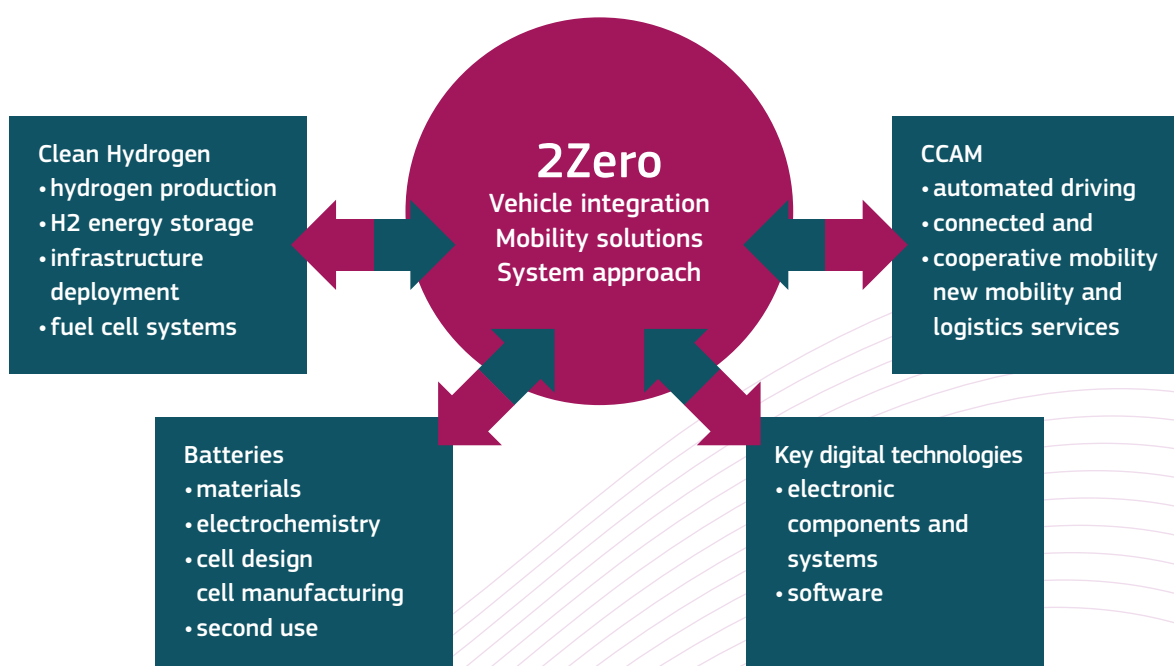 2Zero
Vehicle integration
Mobility solutions
System approach
Clean Hydrogen
• hydrogen production
• H2 energy storage
• infrastructure
deployment
• fuel cell systems
CCAM
• automated driving
• connected and
• cooperative mobility
new mobility and
logistics services
Batteries
• materials
• electrochemistry
• cell design
cell manufacturing
• second use
Key digital technologies
• electronic
components and
systems
• software